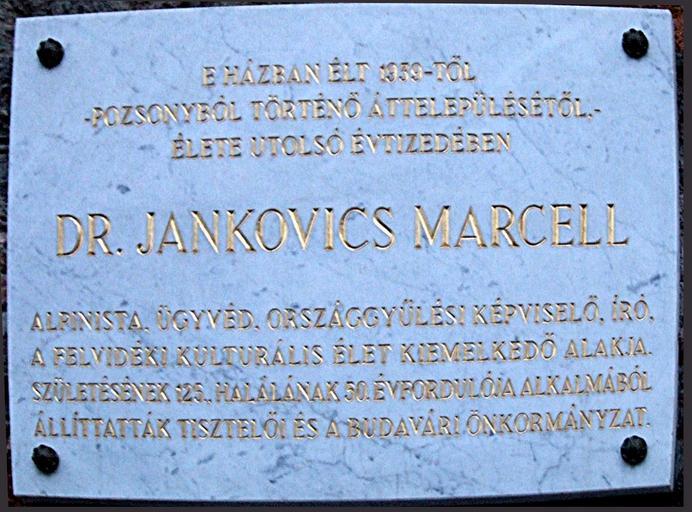 E HÁZBAN ÉLT 1939-TŐL
-POZSONYBÓL TÖRTÉNŐ ÁTTELEPÜLÉSÉTŐL,-
ÉLETE UTOLSÓ ÉVTIZEDÉBEN
DR. JANKOVICS MARCELL
ALPINISTA, ÜGYVÉD, ORSZÁGGYŰLÉSI KÉPVISELŐ, ÍRÓ,
A FELVIDÉKI KULTURÁLIS ÉLET KIEMELKEDŐ ALAKJA.
SZÜLETÉSÉNEK 125., HALÁLÁNAK 50. ÉVFORDULÓJA ALKALMÁBÓL
ÁLLÍTTATTÁK TISZTELŐI ÉS A BUDAVÁRI ÖNKORMÁNYZAT.